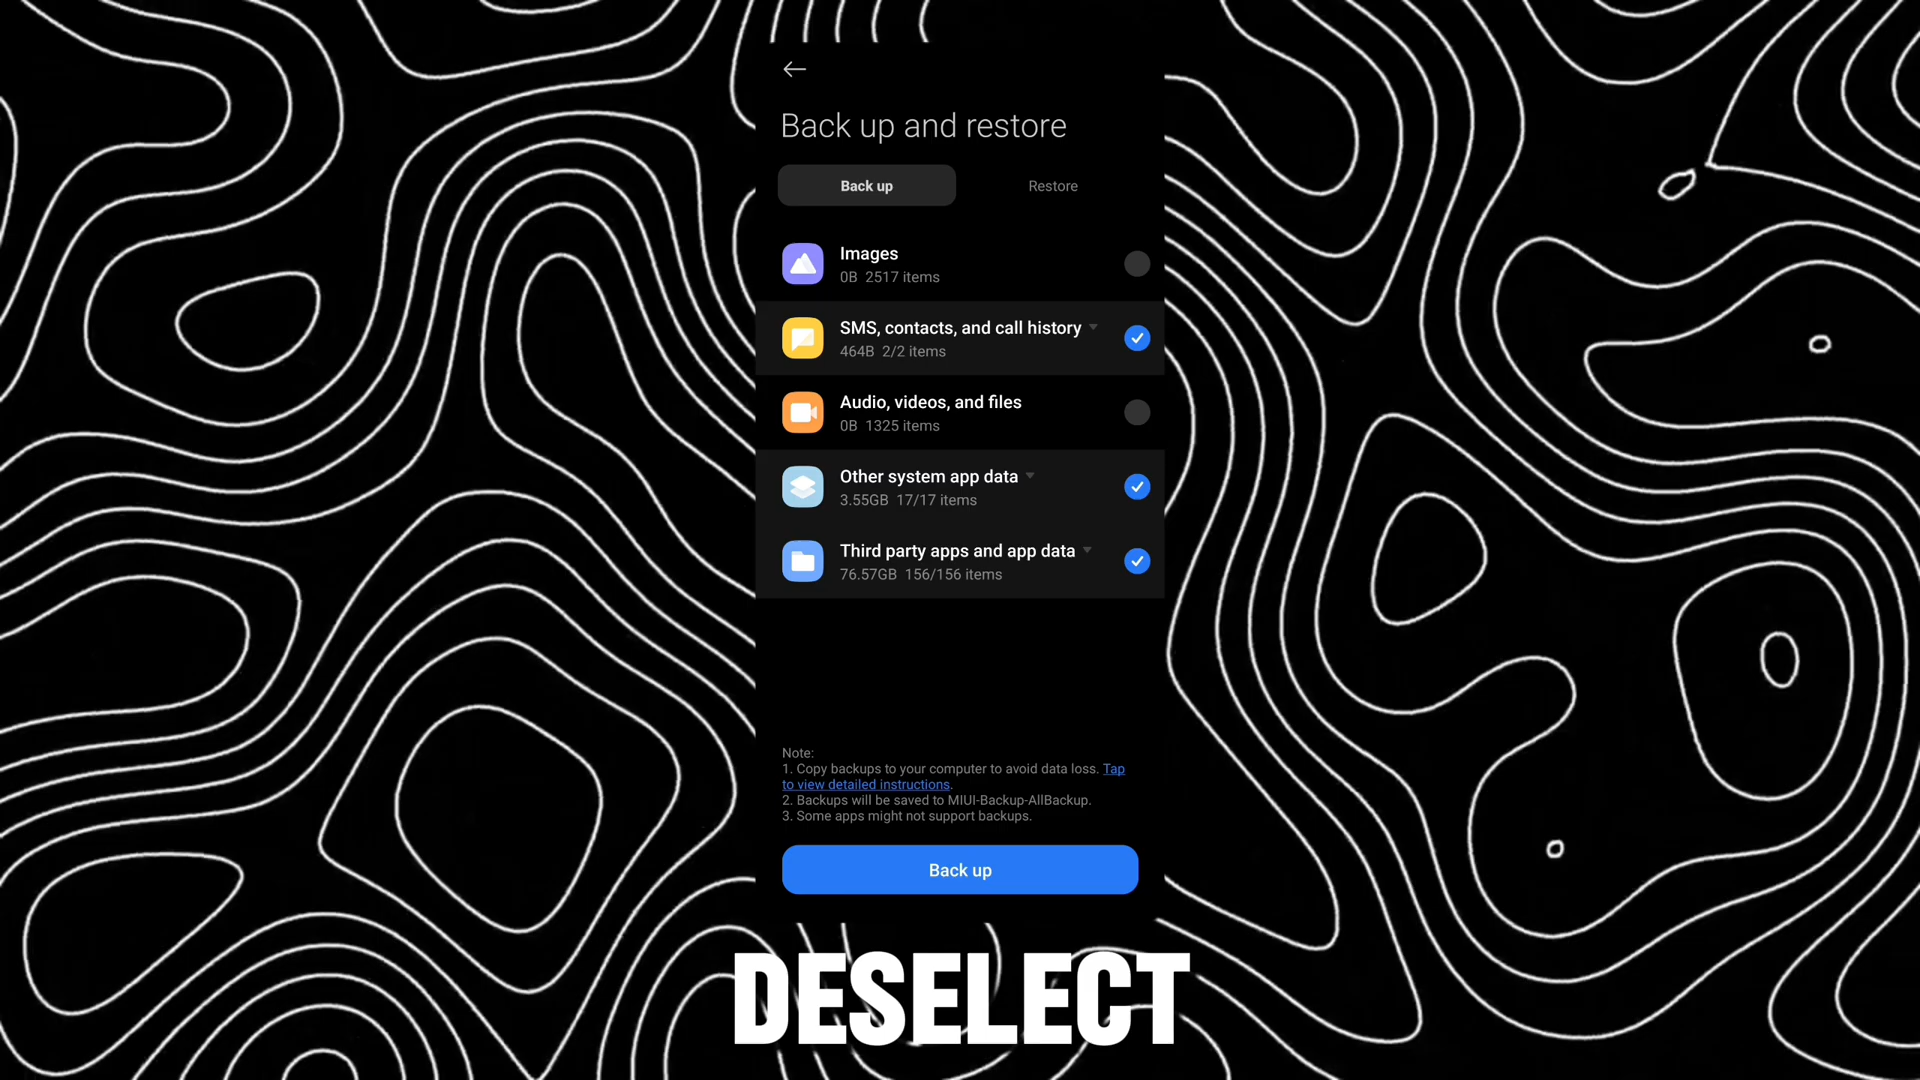 Back up and restore
Back up
Restore
Images
0B 2517 items
SMS, contacts, and call history
464B 2/2 items
Audio, videos, and files
0B 1325 items
Other system app data
3.55GB 17/17 items
Third party apps and app data
76.57GB 156/156 items
Note:
1. Copy backups to your computer to avoid data loss. Tap
to view detailed instructions.
2. Backups will be saved to MIUI-Backup-AllBackup.
3. Some apps might not support backups.
Back up
DESELECT